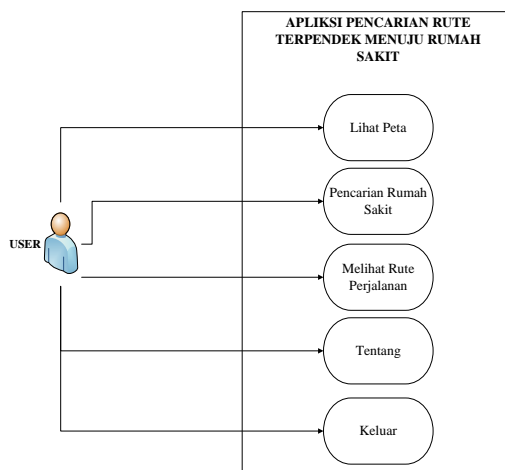 APLIKSI PENCARIAN RUTE
TERPENDEK MENUJU RUMAH
SAKIT
Lihat Peta
Pencarian Rumah
Sakit
USER
Melihat Rute
Perjalanan
Tentang
Keluar